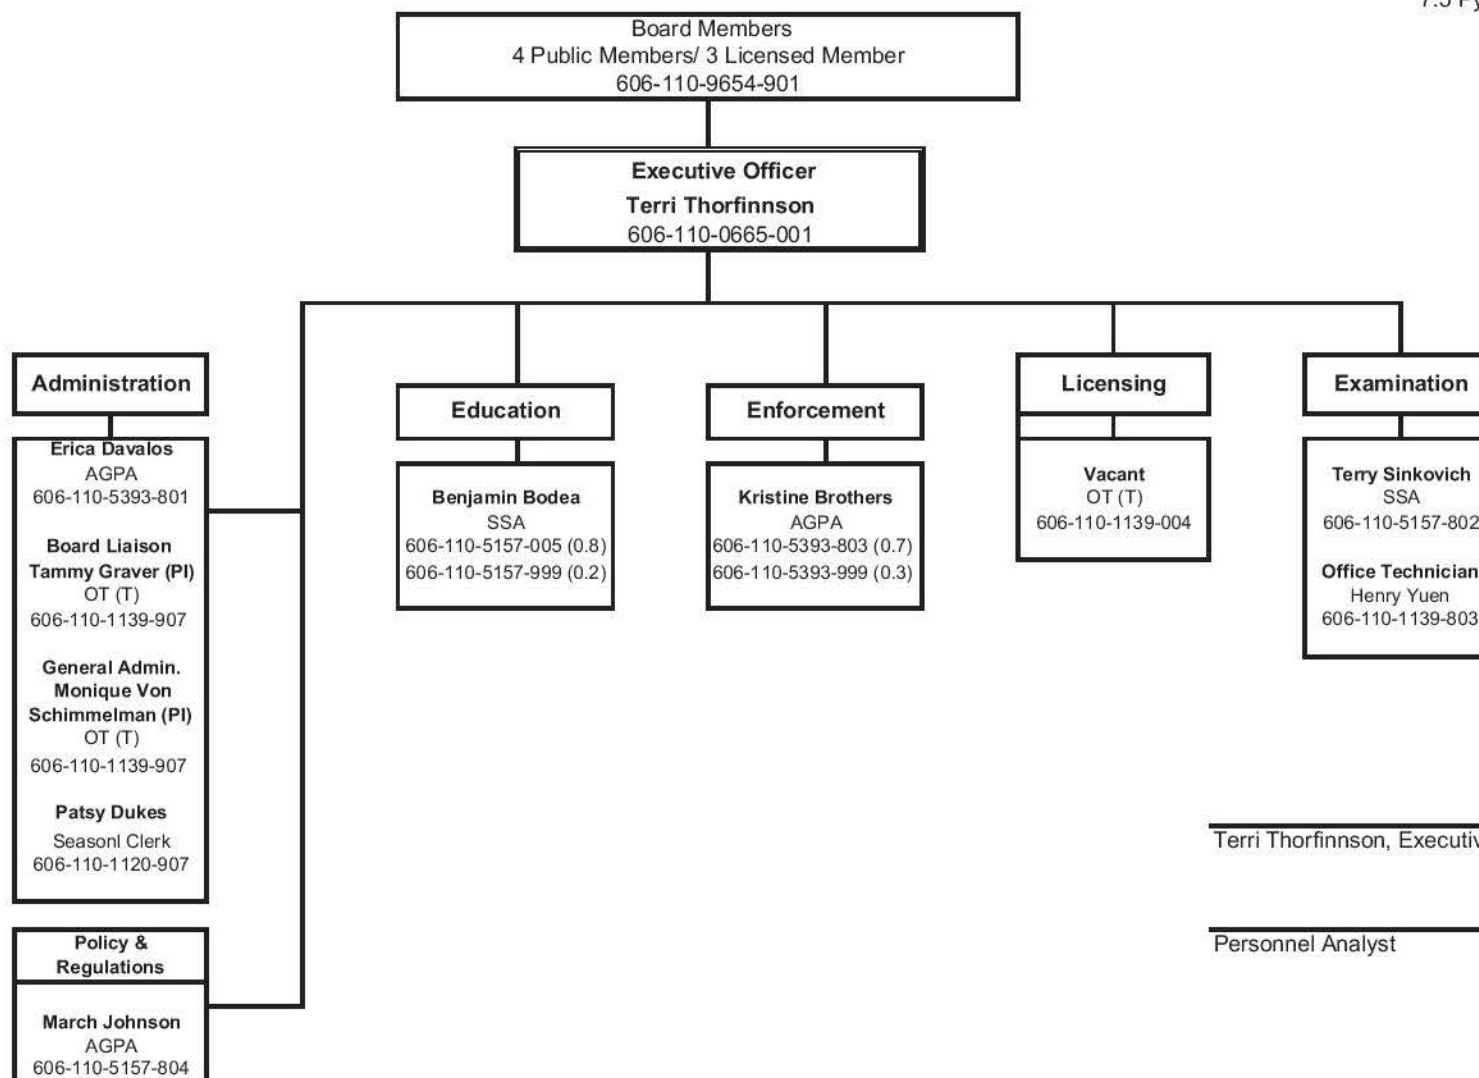 7.5 Py
Board Members
4 Public Members/ 3 Licensed Member
606-110-9654-901
Executive Officer
Terri Thorfinnson
606-110-0665-001
Administration
Erica Davalos
AGPA
606-110-5393-801
Board Liaison
Tammy Graver (PI)
OT (T)
606-110-1139-907
General Admin.
Monique Von
Schimmelman (PI)
OT (T)
606-110-1139-907
Patsy Dukes
Seasonl Clerk
606-110-1120-907
Policy &
Regulations
March Johnson
AGPA
606-110-5157-804
Education
Benjamin Bodea
SSA
606-110-5157-005 (0.8)
606-110-5157-999 (0.2)
Enforcement
Kristine Brothers
AGPA
606-110-5393-803 (0.7)
606-110-5393-999 (0.3)
Licensing
Vacant
OT (T)
606-110-1139-004
Examination
Terry Sinkovich
SSA
606-110-5157-802
Office Technician
Henry Yuen
606-110-1139-803
Terri Thorfinnson, Executiv
Personnel Analyst